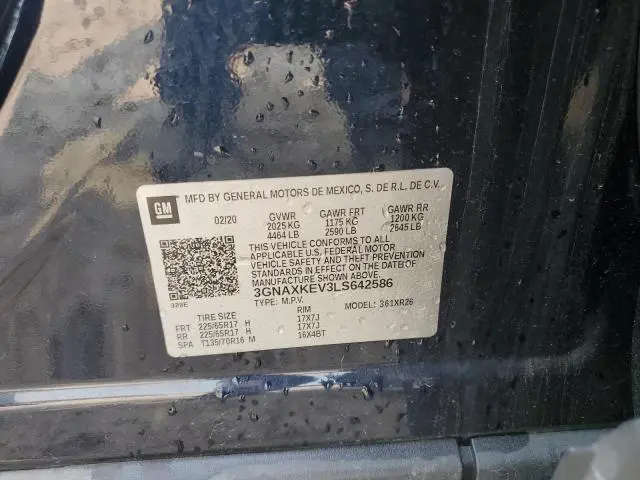 MFD BY GENERAL MOTORS DE MEXICO, S. DE R.L. DE C.V.
GM 02/20 GVWR GAWR FRT GAWR RR
2025 KG 1175 KG 1200 KG
4464 LB 2590 LB 2645 LB
THIS VEHICLE CONFORMS TO ALL
APPLICABLE U.S. FEDERAL MOTOR
VEHICLE SAFETY AND THEFT
PREVENTION STANDARDS IN EFFECT ON THE DATE OF
MANUFACTURE SHOWN ABOVE.
3GNAXKEV3LS642586
TYPE: M.P.V. MODEL: 361XR26
TIRE SIZE RIM
FRT 225/65R17 H 17X7J
RR 225/65R17 H 17X7J
SPA T135/70R16 M 16X4BT